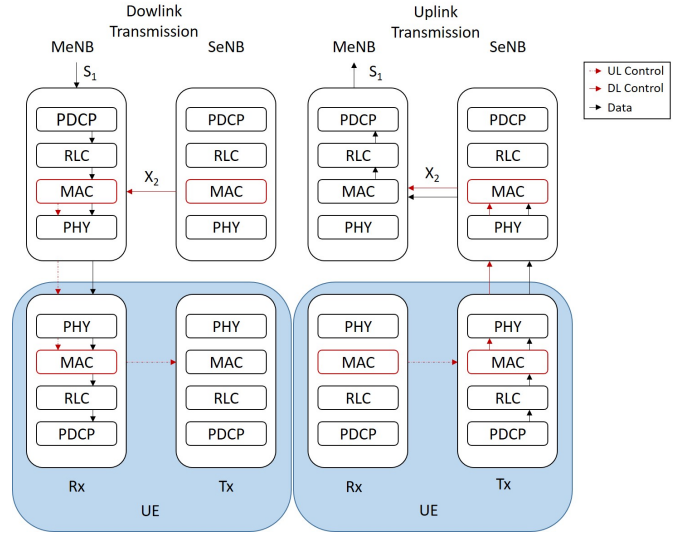 Dowlink
Transmission
MeNB
SeNB
Uplink
Transmission
MeNB
SeNB
S1
S1
UL Control
DL Control
Data
PDCP
RLC
MAC
PHY
X2
PDCP
RLC
MAC
PHY
PDCP
RLC
MAC
PHY
X2
PDCP
RLC
MAC
PHY
PHY
MAC
RLC
PDCP
Rx
PHY
MAC
RLC
PDCP
Tx
UE
PHY
MAC
RLC
PDCP
Rx
PHY
MAC
RLC
PDCP
Tx
UE